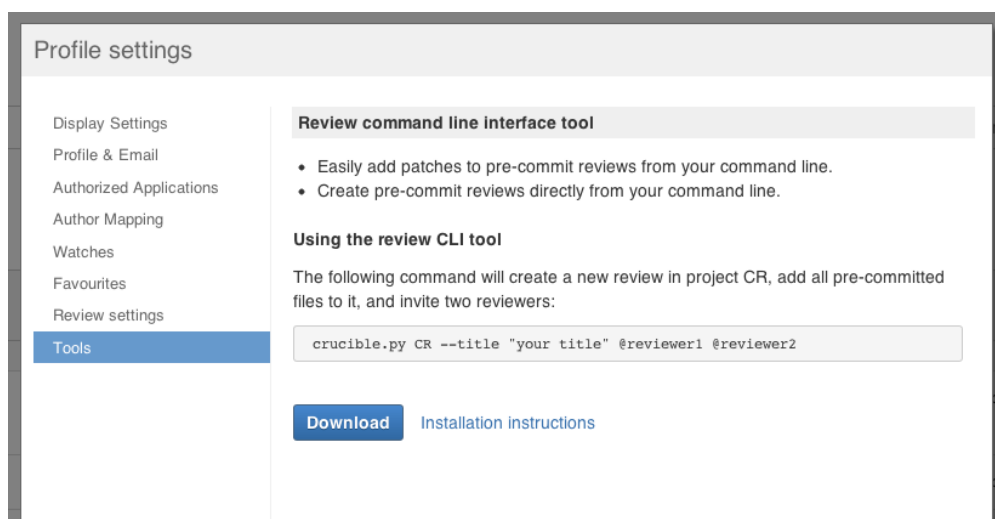 Profile settings
Display Settings
Profile & Email
Authorized Applications
Author Mapping
Watches
Favourites
Review settings
Tools
Review command line interface tool
• Easily add patches to pre-commit reviews from your command line.
• Create pre-commit reviews directly from your command line.
Using the review CLI tool
The following command will create a new review in project CR, add all pre-committed
files to it, and invite two reviewers:
crucible.py CR --title "your title" @reviewer1 @reviewer2
Download Installation instructions